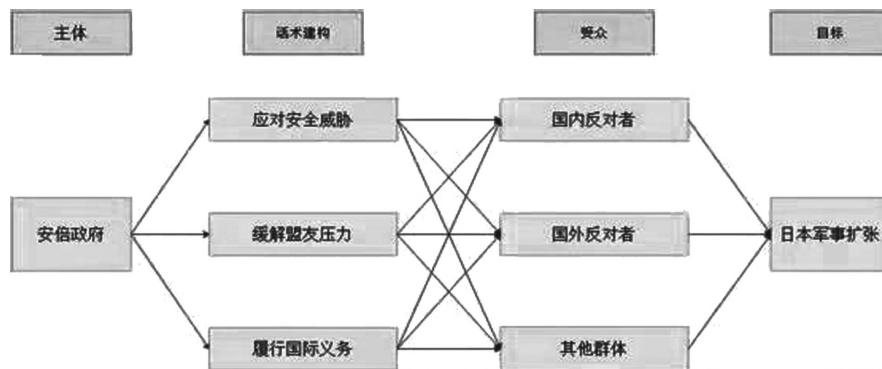 主体
话术建构
受众
目标
应对安全威胁
国内反对者
安倍政府
缓解盟友压力
国外反对者
日本军事扩张
履行国际义务
其他群体